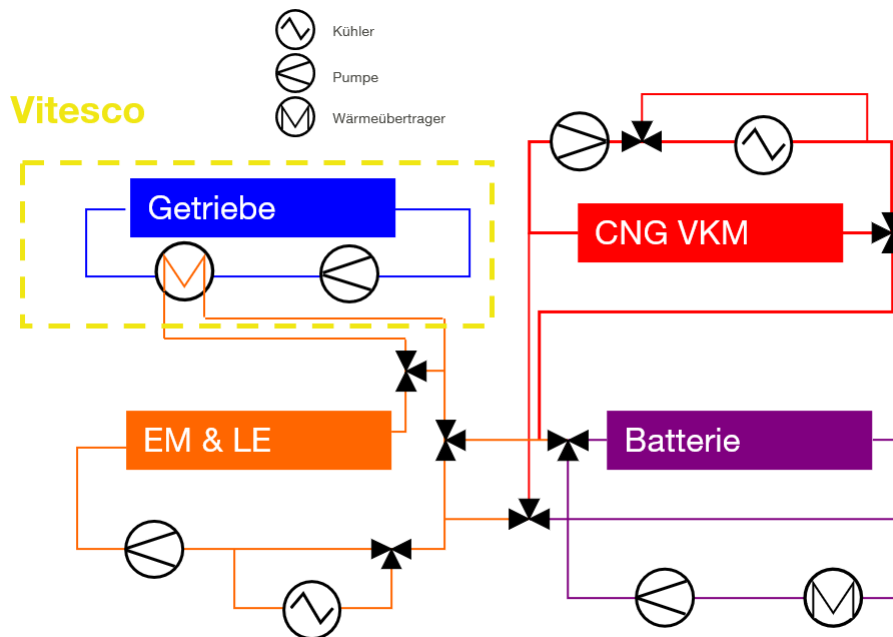 Kühler
Pumpe
Wärmeübertrager
Vitesco
Getriebe
CNG VKM
EM & LE
Batterie